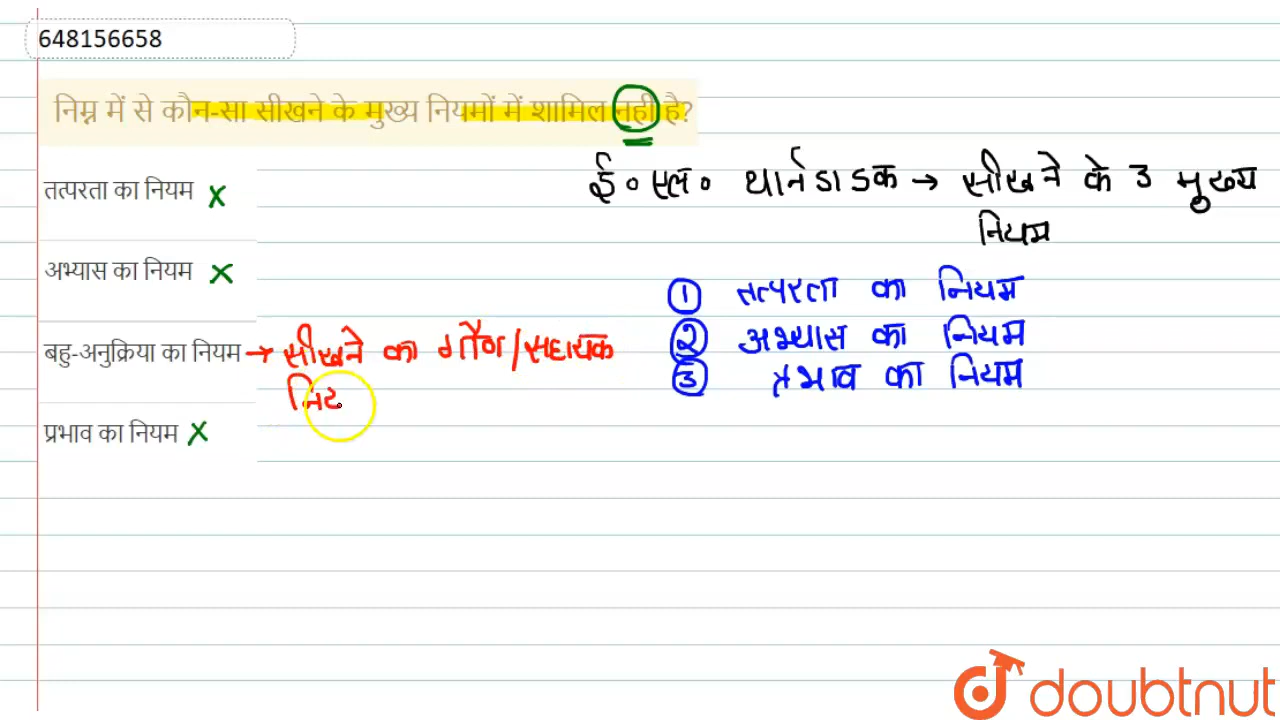 648156658
निम्न में से कौन-सा सीखने के मुख्य नियमों में शामिल नही है?
ई० एल० थार्नडाइक → सीखने के 3 मुख्य
नियम
तत्परता का नियम X
अभ्यास का नियम X
बहु-अनुक्रिया का नियम → सीखने का गौण/सहायक
निय
प्रभाव का नियम X
① तत्परता का नियम
② अभ्यास का नियम
③ प्रभाव का नियम
doubtnut